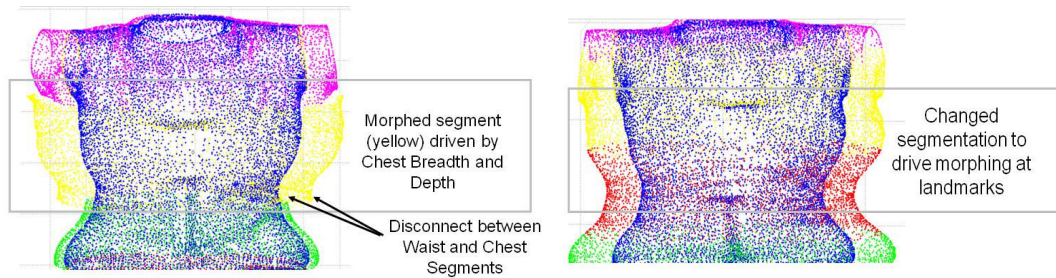 Morphed segment
(yellow) driven by
Chest Breadth and
Depth
Disconnect between
Waist and Chest
Segments
Changed
segmentation to
drive morphing at
landmarks